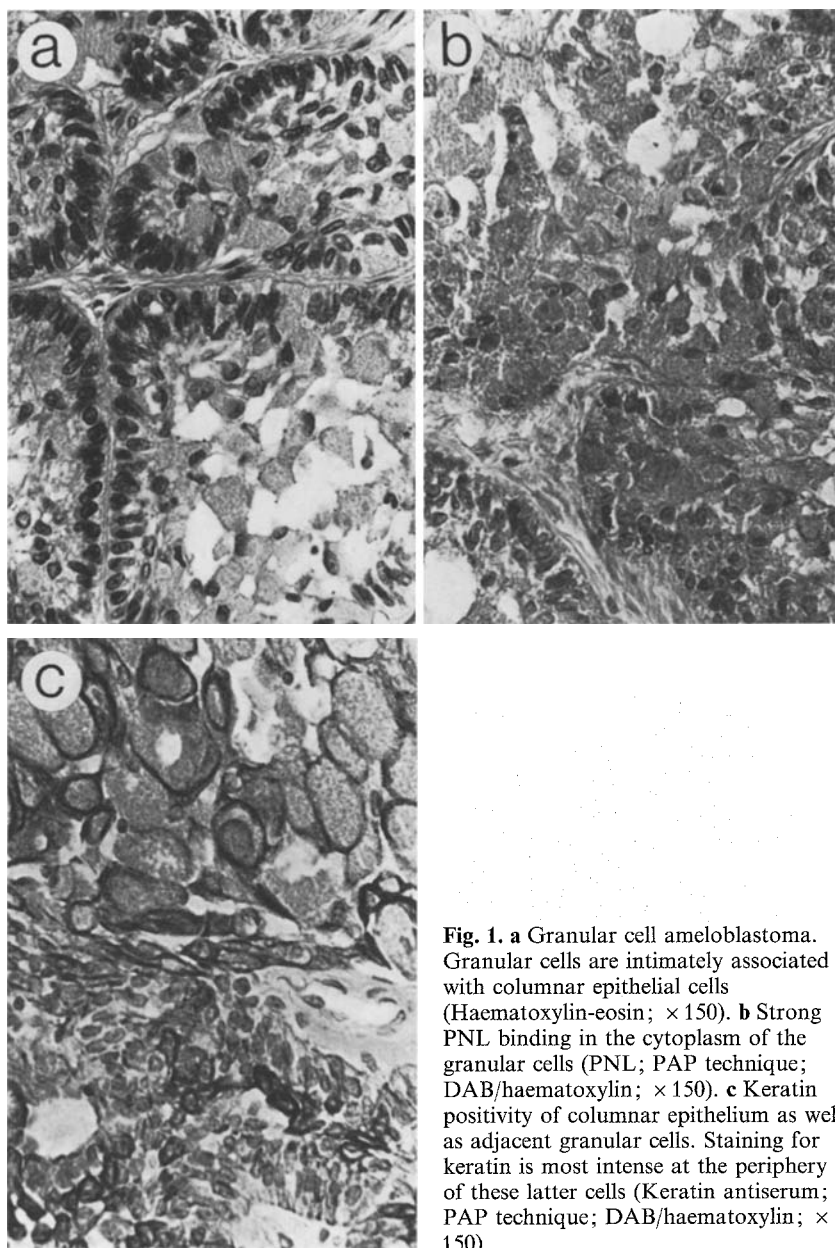 a
b
c
Fig. 1. a Granular cell ameloblastoma.
Granular cells are intimately associated
with columnar epithelial cells
(Haematoxylin-eosin; × 150). b Strong
PNL binding in the cytoplasm of the
granular cells (PNL; PAP technique;
DAB/haematoxylin; × 150). c Keratin
positivity of columnar epithelium as wel
as adjacent granular cells. Staining for
keratin is most intense at the periphery
of these latter cells (Keratin antiserum;
PAP technique; DAB/haematoxylin; ×
150)